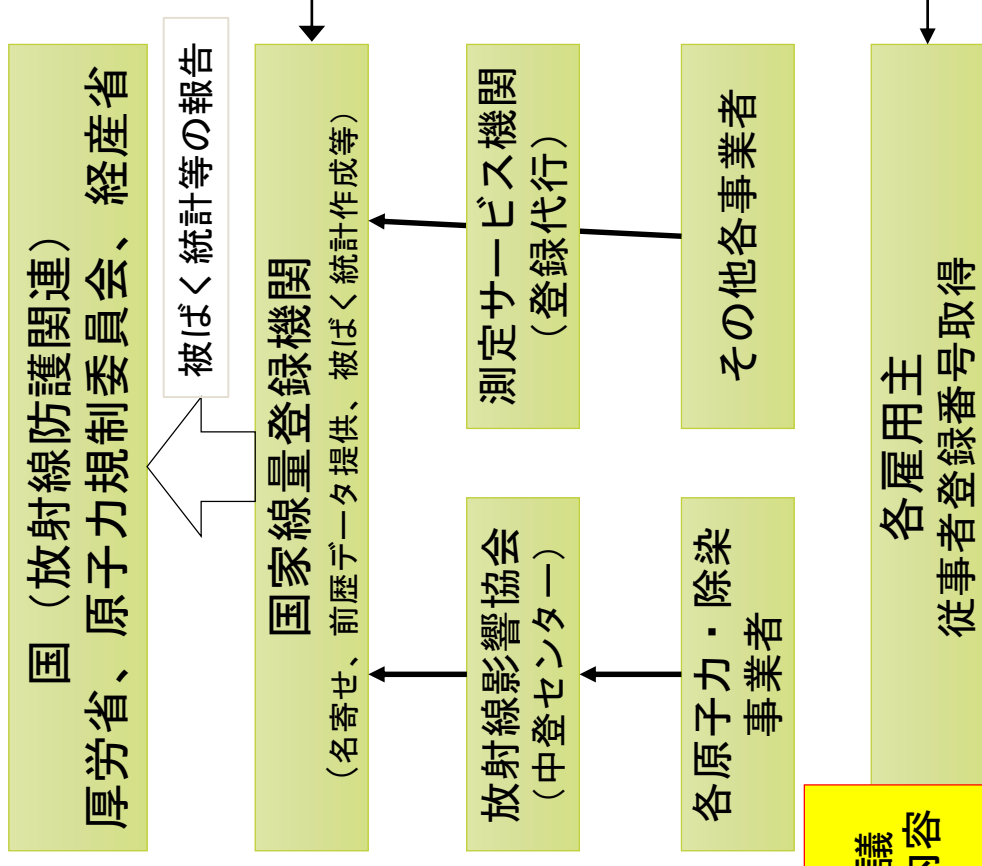 国（放射線防護関連）
厚労省、原子力規制委員会、経産省
被ばく統計等の報告
国家線量登録機関
（名寄せ、前歴データ提供、被ばく統計作成等）
放射線影響協会
（中登センター）
測定サービス機関
（登録代行）
各原子力・除染
事業者
その他各事業者
各雇用主
従事者登録番号取得
議
内容